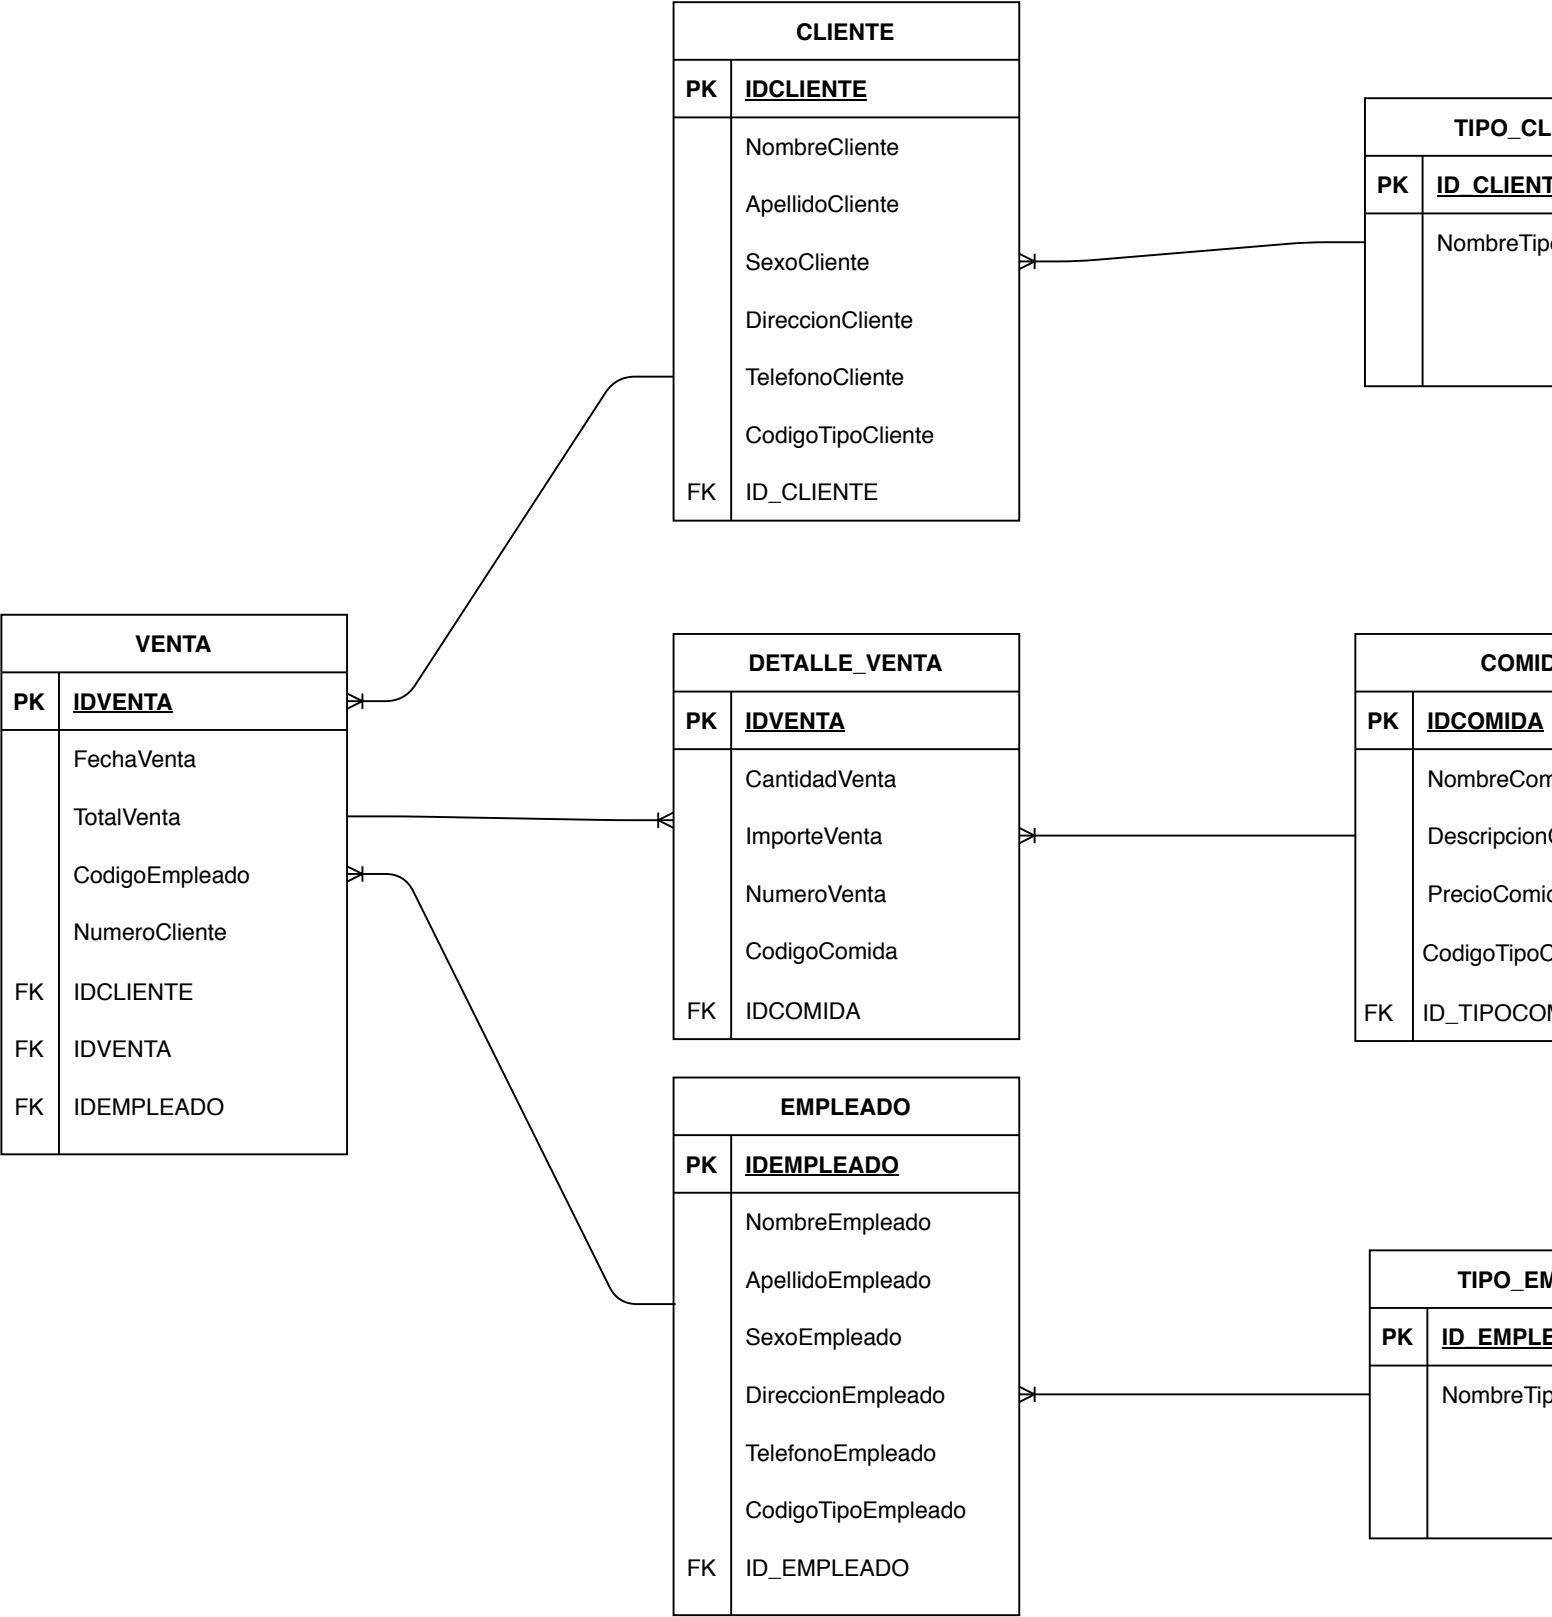 CLIENTE
PK IDCLIENTE
NombreCliente
ApellidoCliente
SexoCliente
DireccionCliente
TelefonoCliente
CodigoTipoCliente
FK ID_CLIENTE
TIPO_CL
PK ID_CLIENT
NombreTipo
VENTA
PK IDVENTA
FechaVenta
TotalVenta
CodigoEmpleado
NumeroCliente
FK IDCLIENTE
FK IDVENTA
FK IDEMPLEADO
DETALLE_VENTA
PK IDVENTA
CantidadVenta
ImporteVenta
NumeroVenta
CodigoComida
FK IDCOMIDA
COMID
PK IDCOMIDA
NombreCom
Descripcion
PrecioComid
CodigoTipoC
FK ID_TIPOCOM
EMPLEADO
PK IDEMPLEADO
NombreEmpleado
ApellidoEmpleado
SexoEmpleado
DireccionEmpleado
TelefonoEmpleado
CodigoTipoEmpleado
FK ID_EMPLEADO
TIPO_EM
PK ID_EMPLE
NombreTip